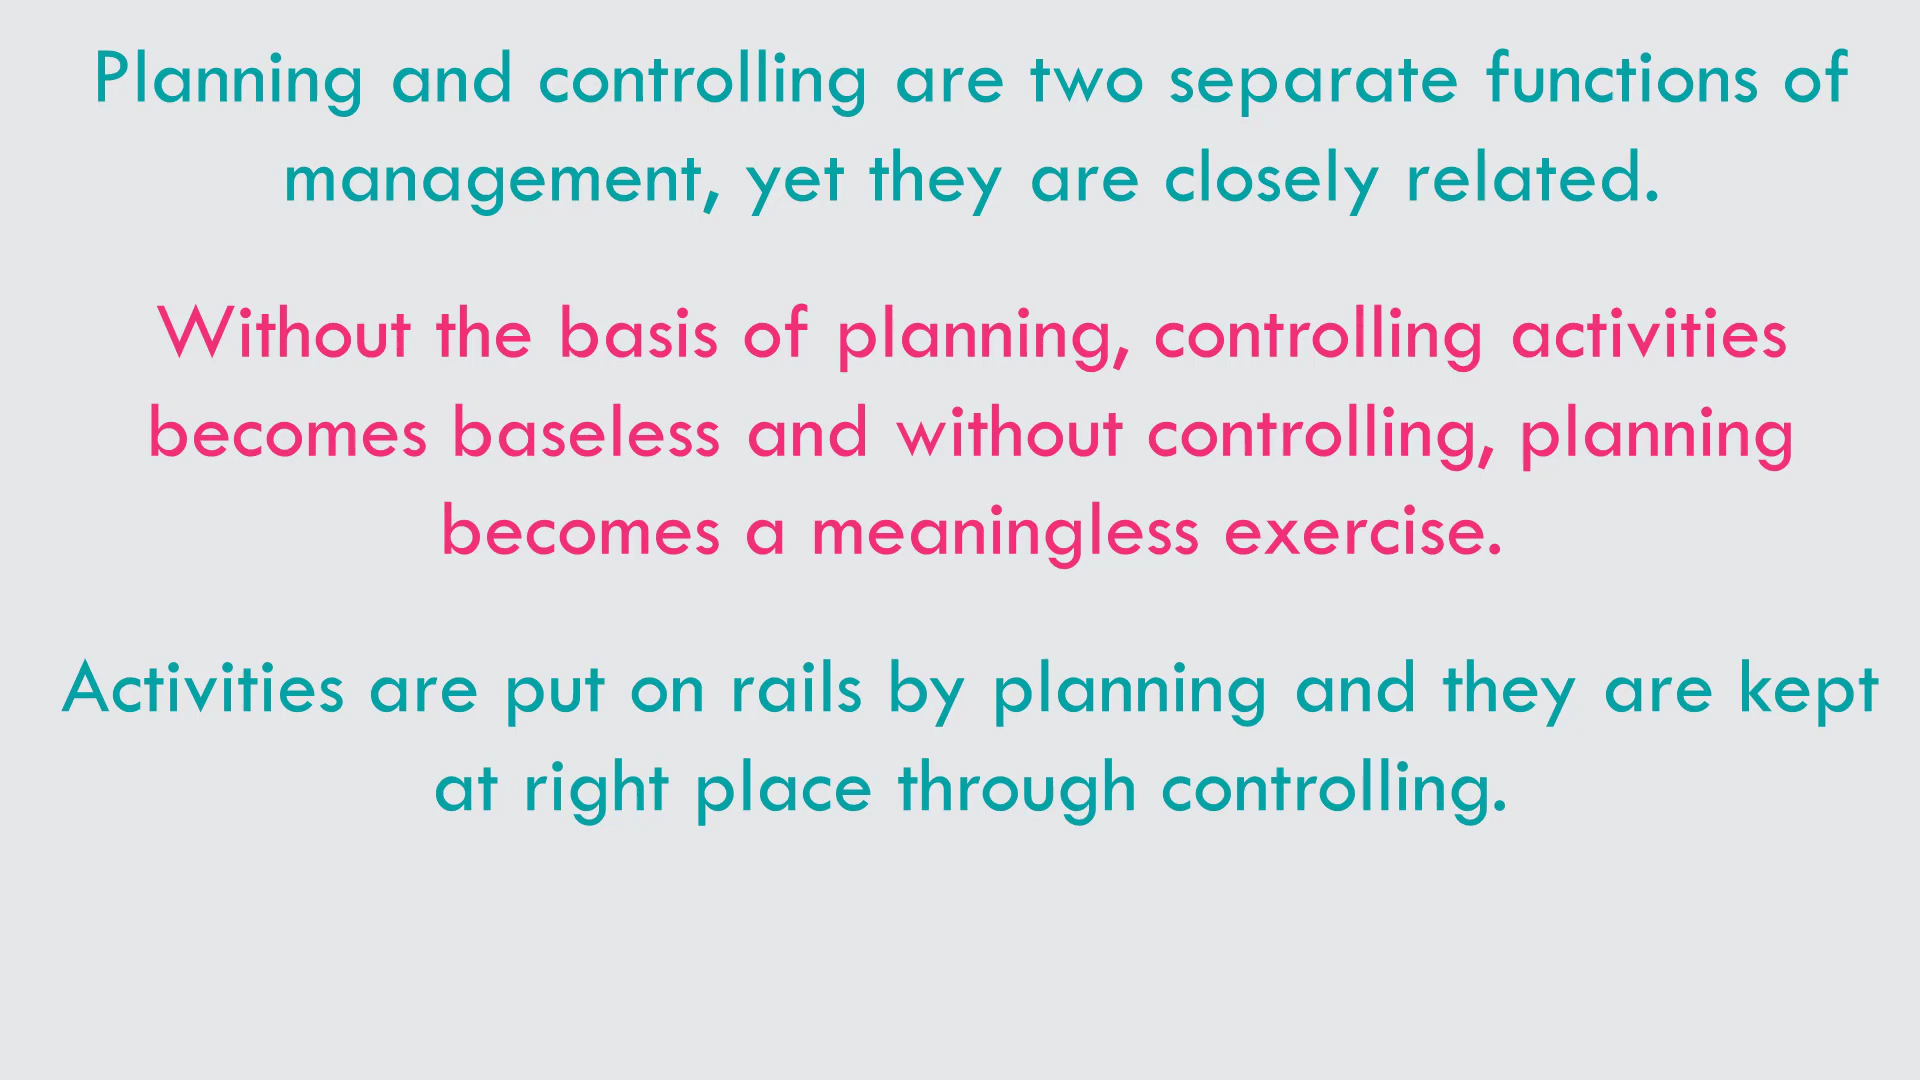 Planning and controlling are two separate functions of
management, yet they are closely related.
Without the basis of planning, controlling activities
becomes baseless and without controlling, planning
becomes a meaningless exercise.
Activities are put on rails by planning and they are kept
at right place through controlling.